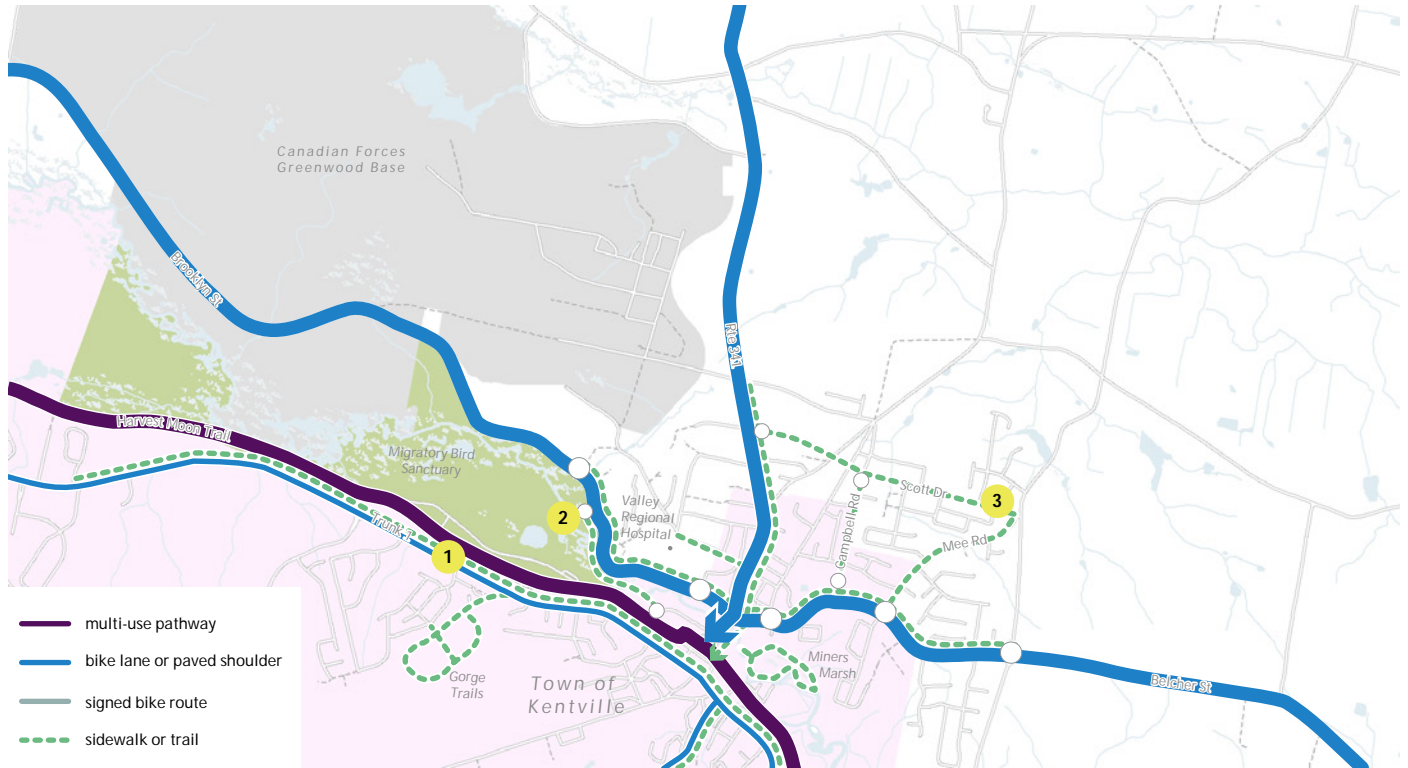 Canadian Forces
Greenwood Base
Brooklyn St
Rte 341
Harvest Moon Trail
Migratory Bird
Sanctuary
Trunk 1
1
2
Valley
Regional
Hospital
Scott Dr
3
Campbell Rd
Mee Rd
Miners
Marsh
Belcher St
Gorge
Trails
Town of
Kentville
multi-use pathway
bike lane or paved shoulder
signed bike route
sidewalk or trail